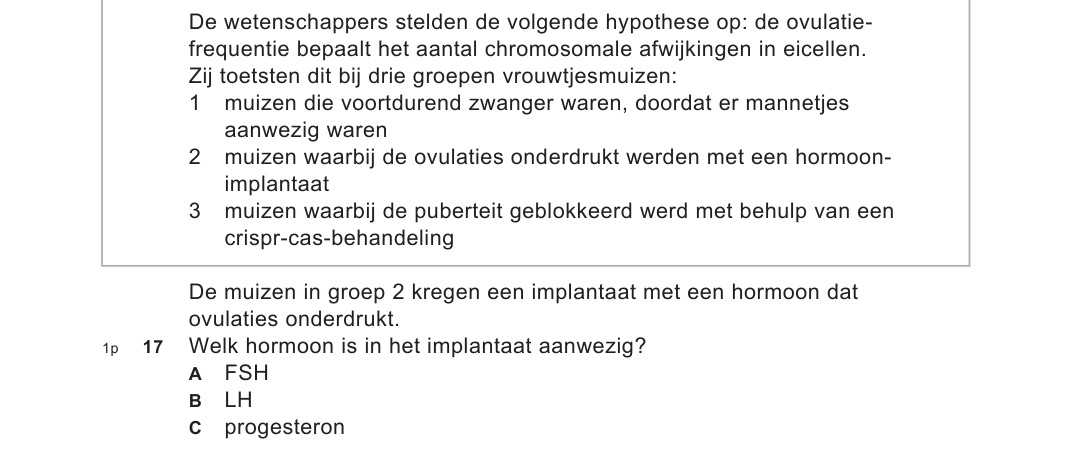 De wetenschappers stelden de volgende hypothese op: de ovulatie-
frequentie bepaalt het aantal chromosomale afwijkingen in eicellen.
Zij toetsten dit bij drie groepen vrouwtjesmuizen:
1 muizen die voortdurend zwanger waren, doordat er mannetjes
aanwezig waren
2 muizen waarbij de ovulaties onderdrukt werden met een hormoon-
implantaat
3 muizen waarbij de puberteit geblokkeerd werd met behulp van een
crispr-cas-behandeling
De muizen in groep 2 kregen een implantaat met een hormoon dat
ovulaties onderdrukt.
1p 17 Welk hormoon is in het implantaat aanwezig?
A FSH
B LH
C progesteron